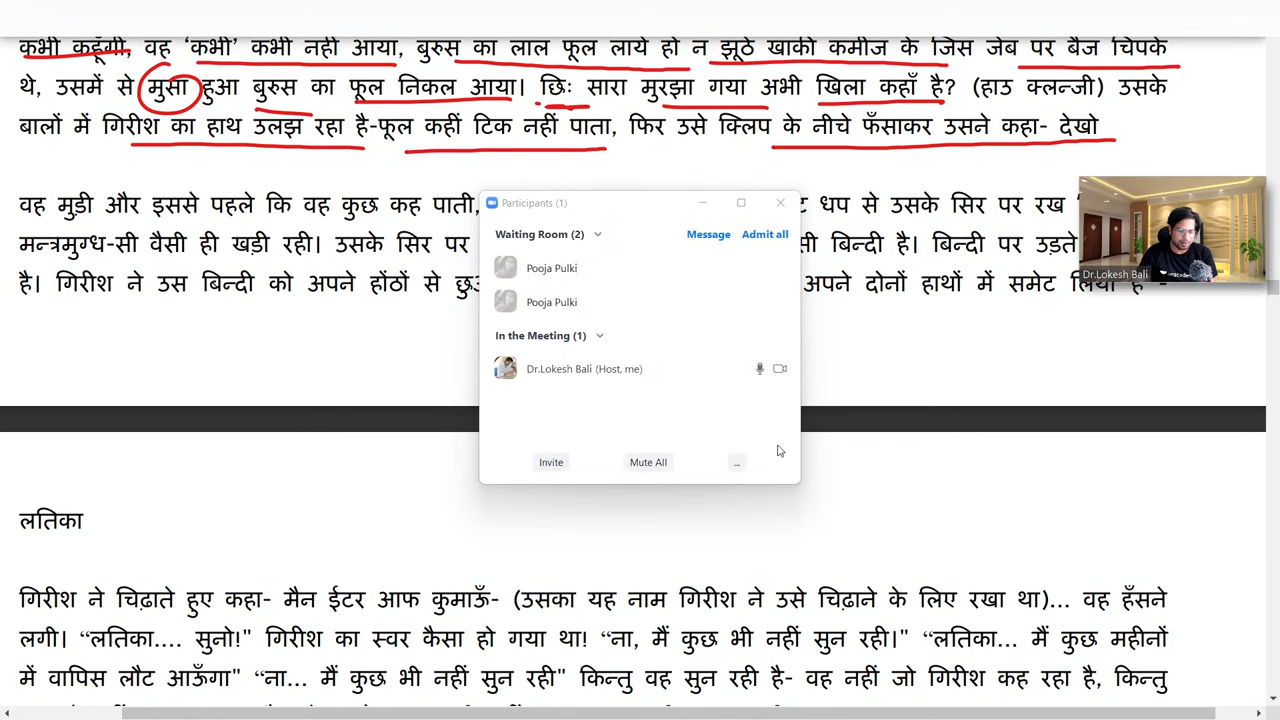 कभी कहूँगी, वह ‘कभी’ कभी नहीं आया, बुरुस का लाल फूल लाये हो न झूठे खाकी कमीज के जिस जेब पर बैज चिपके
थे, उसमें से मुसा हुआ बुरुस का फूल निकल आया। छिः सारा मुरझा गया अभी खिला कहाँ है? (हाउ क्लन्जी) उसके
बालों में गिरीश का हाथ उलझ रहा है-फूल कहीं टिक नहीं पाता, फिर उसे क्लिप के नीचे फँसाकर उसने कहा- देखो
वह मुड़ी और इससे पहले कि वह कुछ कह पाती, धप से उसके सिर पर रख
मन्त्रमुग्ध-सी वैसी ही खड़ी रही। उसके सिर पर सी बिन्दी है। बिन्दी पर उड़ते
है। गिरीश ने उस बिन्दी को अपने होंठों से अपने दोनों हाथों में समेट लिया है -
Participants (1)
Waiting Room (2) Message Admit all
Pooja Pulki
Pooja Pulki
In the Meeting (1)
Dr.Lokesh Bali (Host, me)
Invite Mute All ...
Dr.Lokesh Bali
लतिका
गिरीश ने चिढ़ाते हुए कहा- मैन ईटर आफ कुमाऊँ- (उसका यह नाम गिरीश ने उसे चिढ़ाने के लिए रखा था)... वह हँसने
लगी। “लतिका.... सुनो!" गिरीश का स्वर कैसा हो गया था! “ना, मैं कुछ भी नहीं सुन रही।" “लतिका... मैं कुछ महीनों
में वापिस लौट आऊँगा" “ना... मैं कुछ भी नहीं सुन रही" किन्तु वह सुन रही है- वह नहीं जो गिरीश कह रहा है, किन्तु